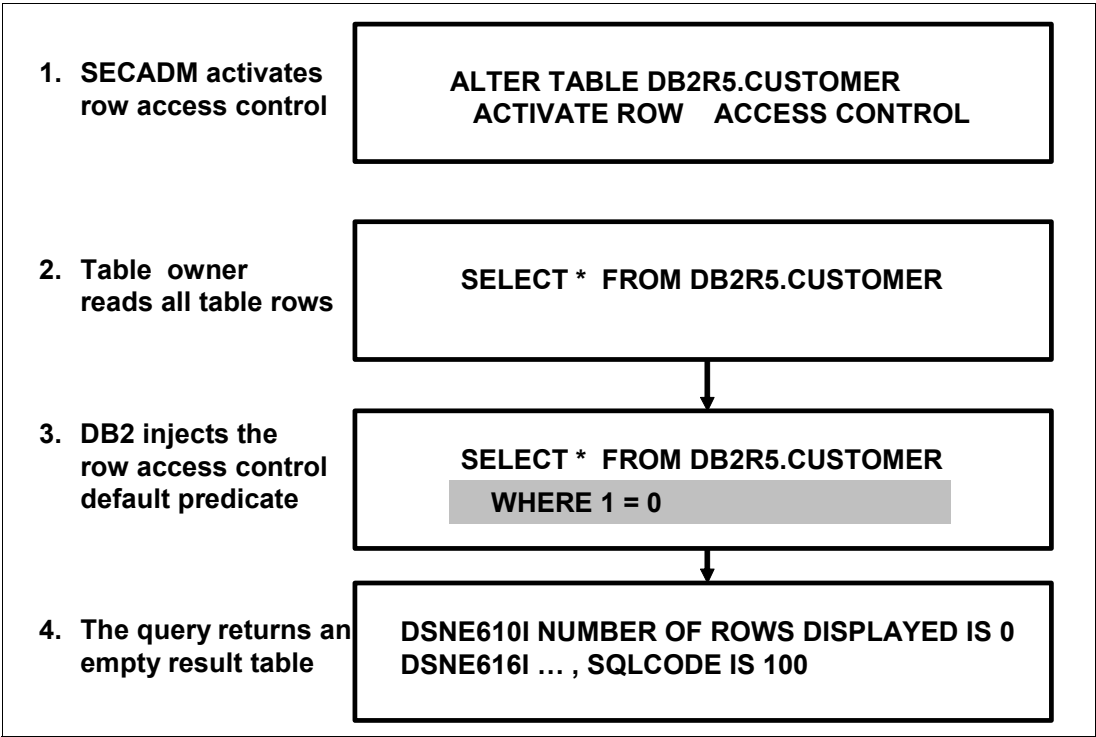 1. SECADM activates
row access control
ALTER TABLE DB2R5.CUSTOMER
ACTIVATE ROW ACCESS CONTROL
2. Table owner
reads all table rows
SELECT * FROM DB2R5.CUSTOMER
3. DB2 injects the
row access control
default predicate
SELECT * FROM DB2R5.CUSTOMER
WHERE 1 = 0
4. The query returns an
empty result table
DSNE610I NUMBER OF ROWS DISPLAYED IS 0
DSNE616I … , SQLCODE IS 100